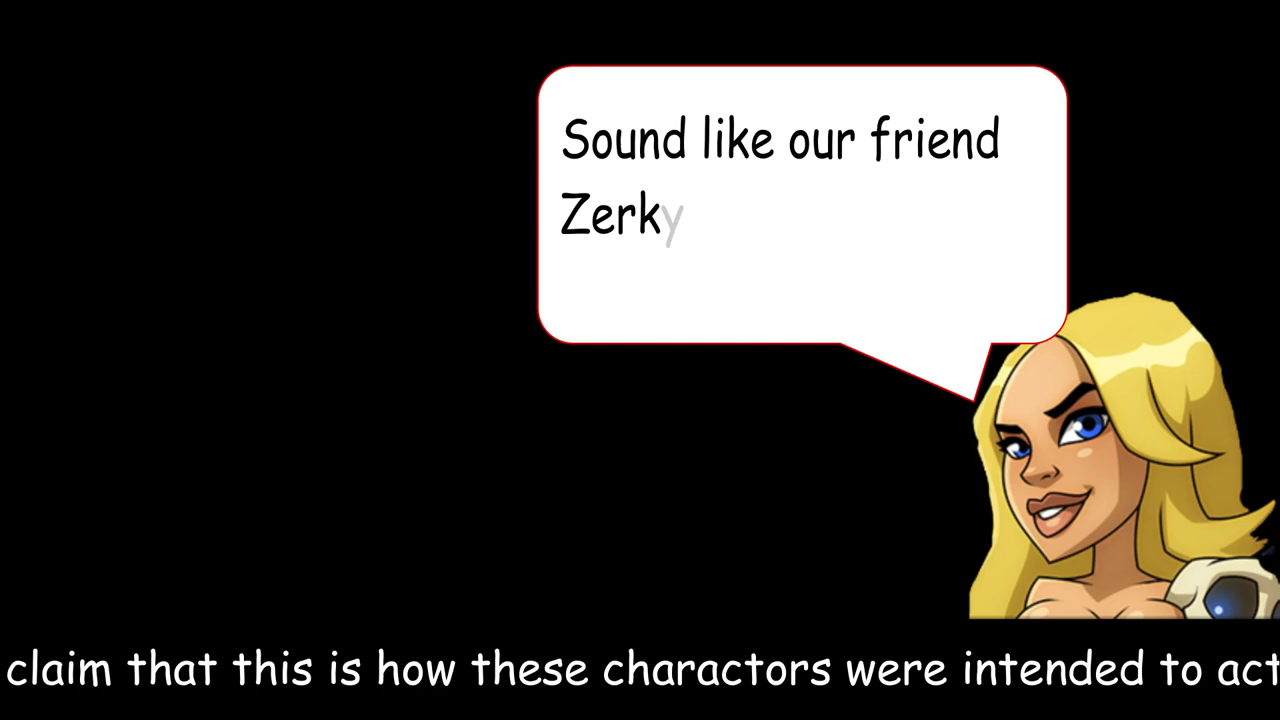 Sound like our friend
Zerky
claim that this is how these charactors were intended to act